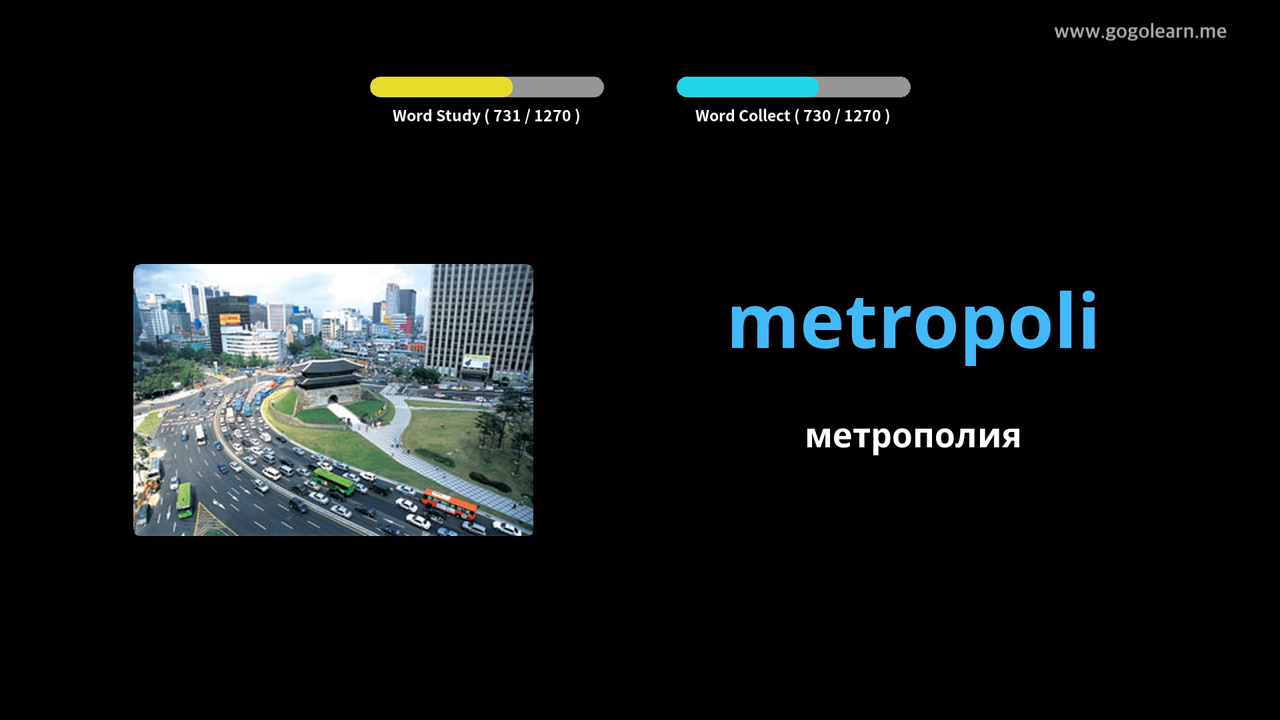 www.gogolearn.me
Word Study ( 731 / 1270 )
Word Collect ( 730 / 1270 )
metropoli
метрополия